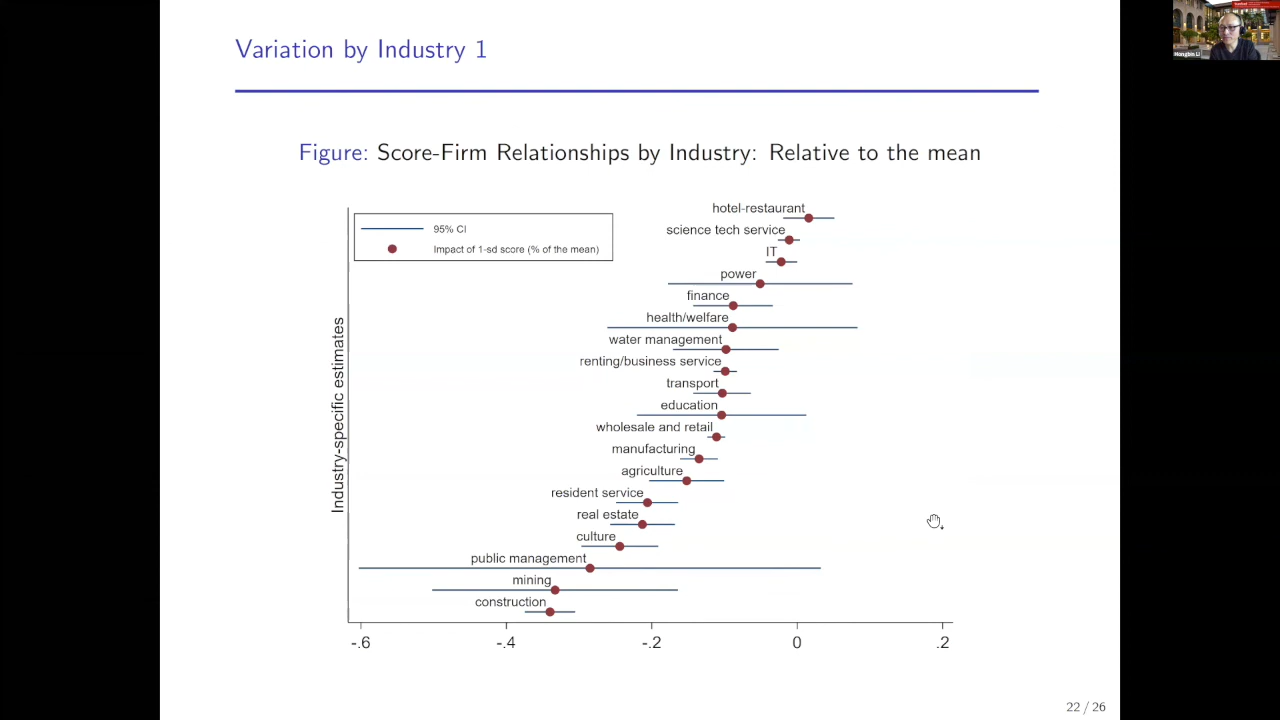 Variation by Industry 1
Figure: Score-Firm Relationships by Industry: Relative to the mean
95% CI
Impact of 1-sd score (% of the mean)
Industry-specific estimates
hotel-restaurant
science tech service
IT
power
finance
health/welfare
water management
renting/business service
transport
education
wholesale and retail
manufacturing
agriculture
resident service
real estate
culture
public management
mining
construction
-.6 -.4 -.2 0 .2
22 / 26
Hongbin Li